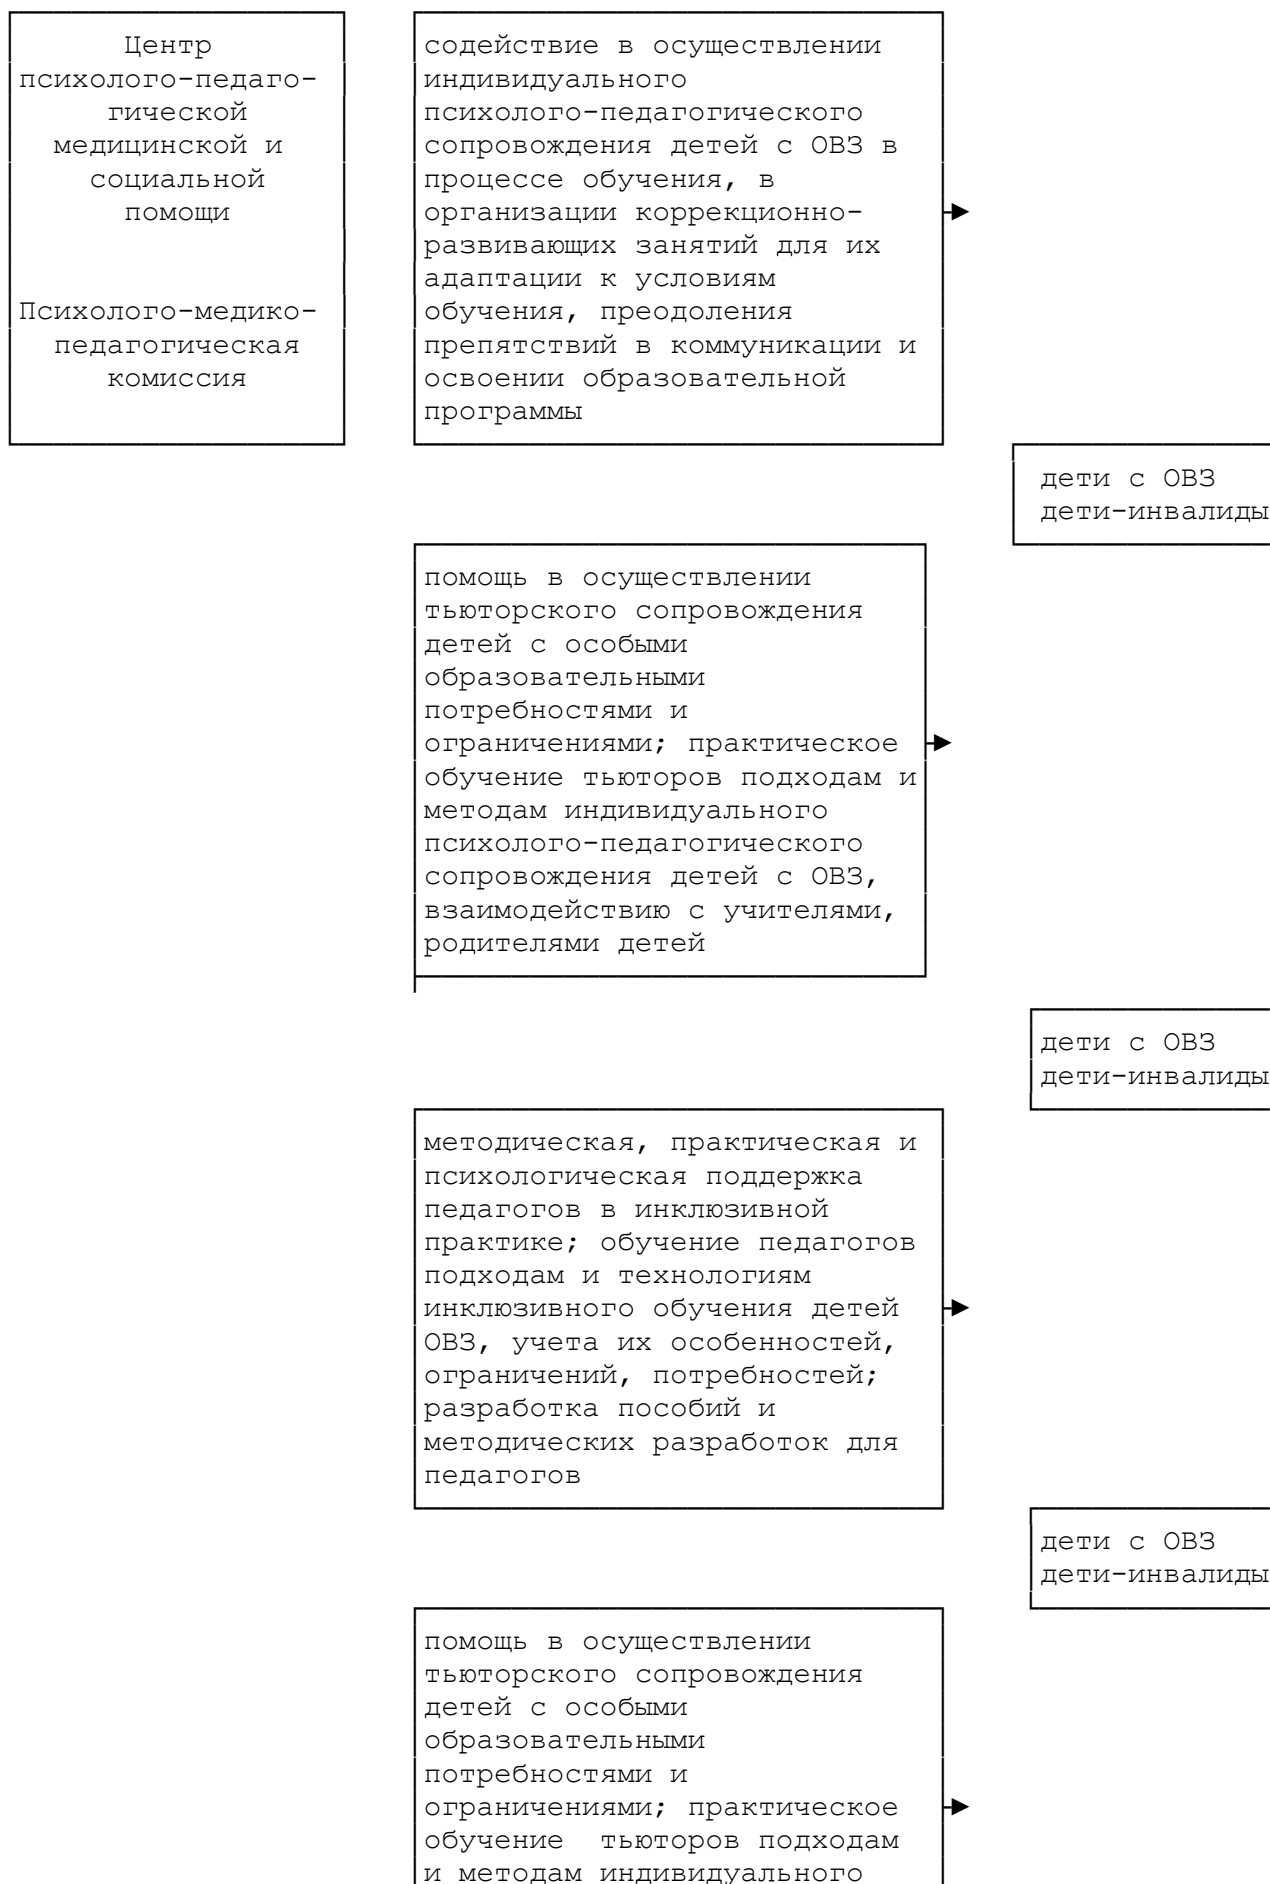 Центр
психолого-педаго-
гической
медицинской и
социальной
помощи
Психолого-медико-
педагогическая
комиссия
содействие в осуществлении
индивидуального
психолого-педагогического
сопровождения детей с ОВЗ в
процессе обучения, в
организации коррекционно-
развивающих занятий для их
адаптации к условиям
обучения, преодоления
препятствий в коммуникации и
освоении образовательной
программы
дети с ОВЗ
дети-инвалиды
помощь в осуществлении
тьюторского сопровождения
детей с особыми
образовательными
потребностями и
ограничениями; практическое
обучение тьюторов подходам и
методам индивидуального
психолого-педагогического
сопровождения детей с ОВЗ,
взаимодействию с учителями,
родителями детей
дети с ОВЗ
дети-инвалиды
методическая, практическая и
психологическая поддержка
педагогов в инклюзивной
практике; обучение педагогов
подходам и технологиям
инклюзивного обучения детей
ОВЗ, учета их особенностей,
ограничений, потребностей;
разработка пособий и
методических разработок для
педагогов
дети с ОВЗ
дети-инвалиды
помощь в осуществлении
тьюторского сопровождения
детей с особыми
образовательными
потребностями и
ограничениями; практическое
обучение тьюторов подходам
и методам индивидуального